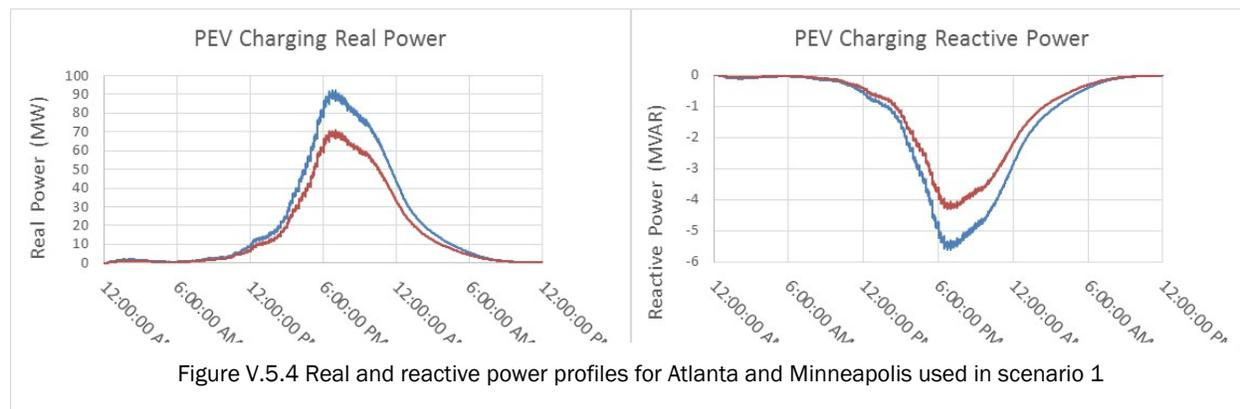 PEV Charging Real Power
Real Power (MW)
100
90
80
70
60
50
40
30
20
10
0
12:00:00 AM
6:00:00 AM
12:00:00 PM
6:00:00 PM
12:00:00
6:00:00 AM
12:00:00 PM
PEV Charging Reactive Power
Reactive Power (MVAR)
0
-1
-2
-3
-4
-5
-6
12:00:00 AM
6:00:00 AM
12:00:00 PM
6:00:00 PM
12:00:00
6:00:00 AM
12:00:00 PM
Figure V.5.4 Real and reactive power profiles for Atlanta and Minneapolis used in scenario 1